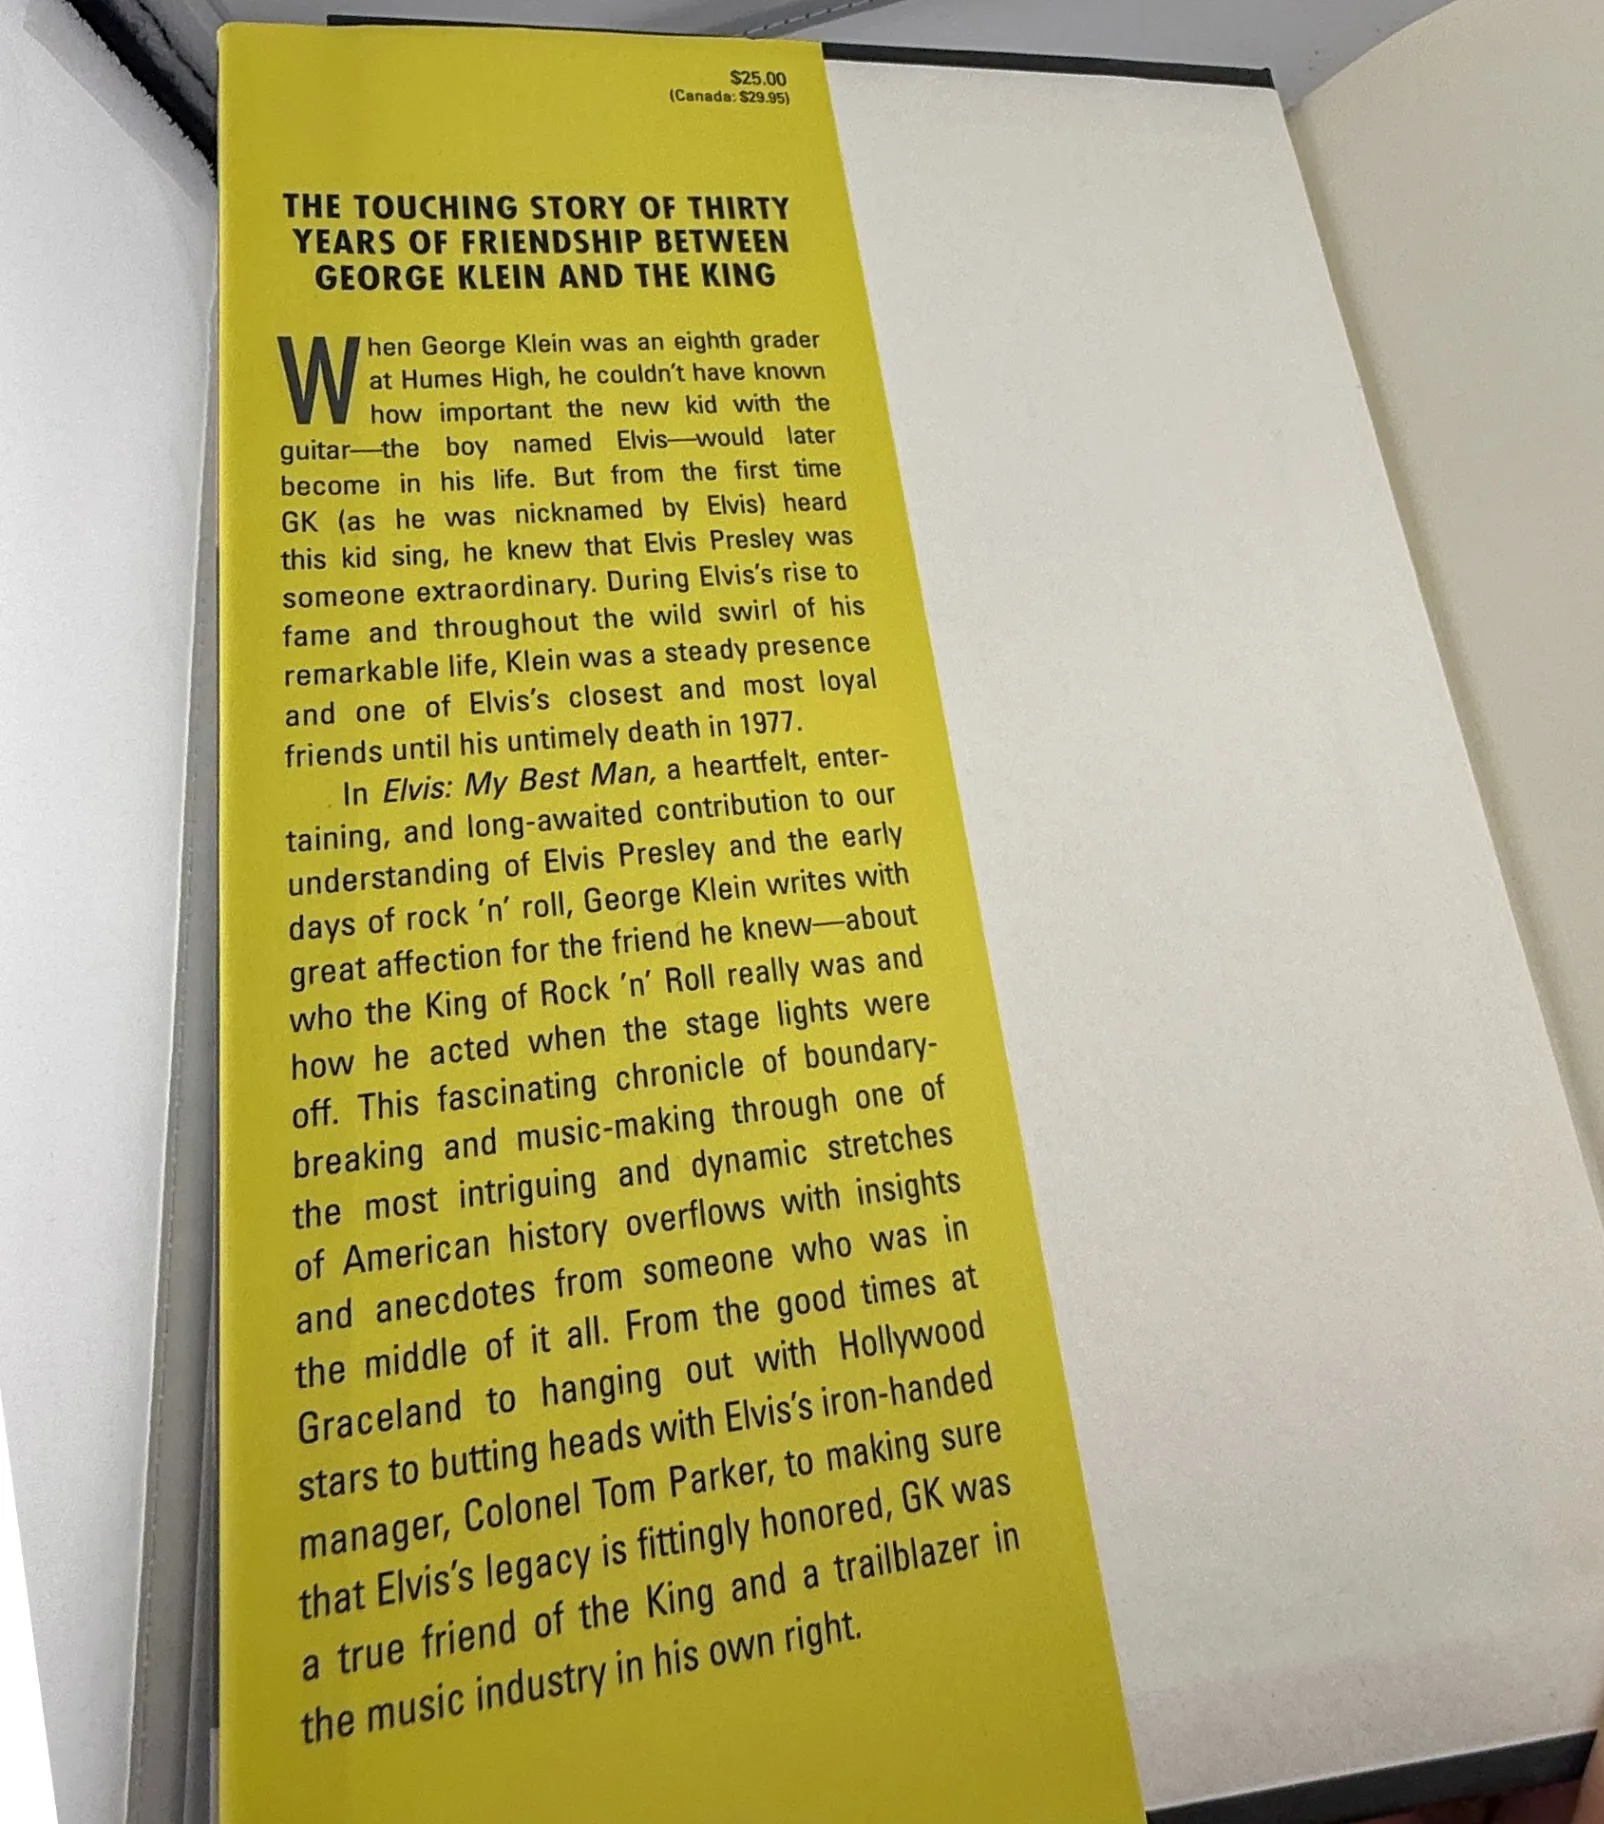 $25.00
(Canada: $29.95)
THE TOUCHING STORY OF THIRTY
YEARS OF FRIENDSHIP BETWEEN
GEORGE KLEIN AND THE KING
When George Klein was an eighth grader
at Humes High, he couldn't have known
how important the new kid with the
guitar—the boy named Elvis—would later
become in his life. But from the first time
GK (as he was nicknamed by Elvis) heard
this kid sing, he knew that Elvis Presley was
someone extraordinary. During Elvis's rise to
fame and throughout the wild swirl of his
remarkable life, Klein was a steady presence
and one of Elvis's closest and most loyal
friends until his untimely death in 1977.
In Elvis: My Best Man, a heartfelt, enter-
taining, and long-awaited contribution to our
understanding of Elvis Presley and the early
days of rock 'n' roll, George Klein writes with
great affection for the friend he knew—about
who the King of Rock 'n' Roll really was and
how he acted when the stage lights were
off. This fascinating chronicle of boundary-
breaking and music-making through one of
the most intriguing and dynamic stretches
of American history overflows with insights
and anecdotes from someone who was in
the middle of it all. From the good times at
Graceland to hanging out with Hollywood
stars to butting heads with Elvis's iron-handed
manager, Colonel Tom Parker, to making sure
that Elvis's legacy is fittingly honored, GK was
a true friend of the King and a trailblazer in
the music industry in his own right.